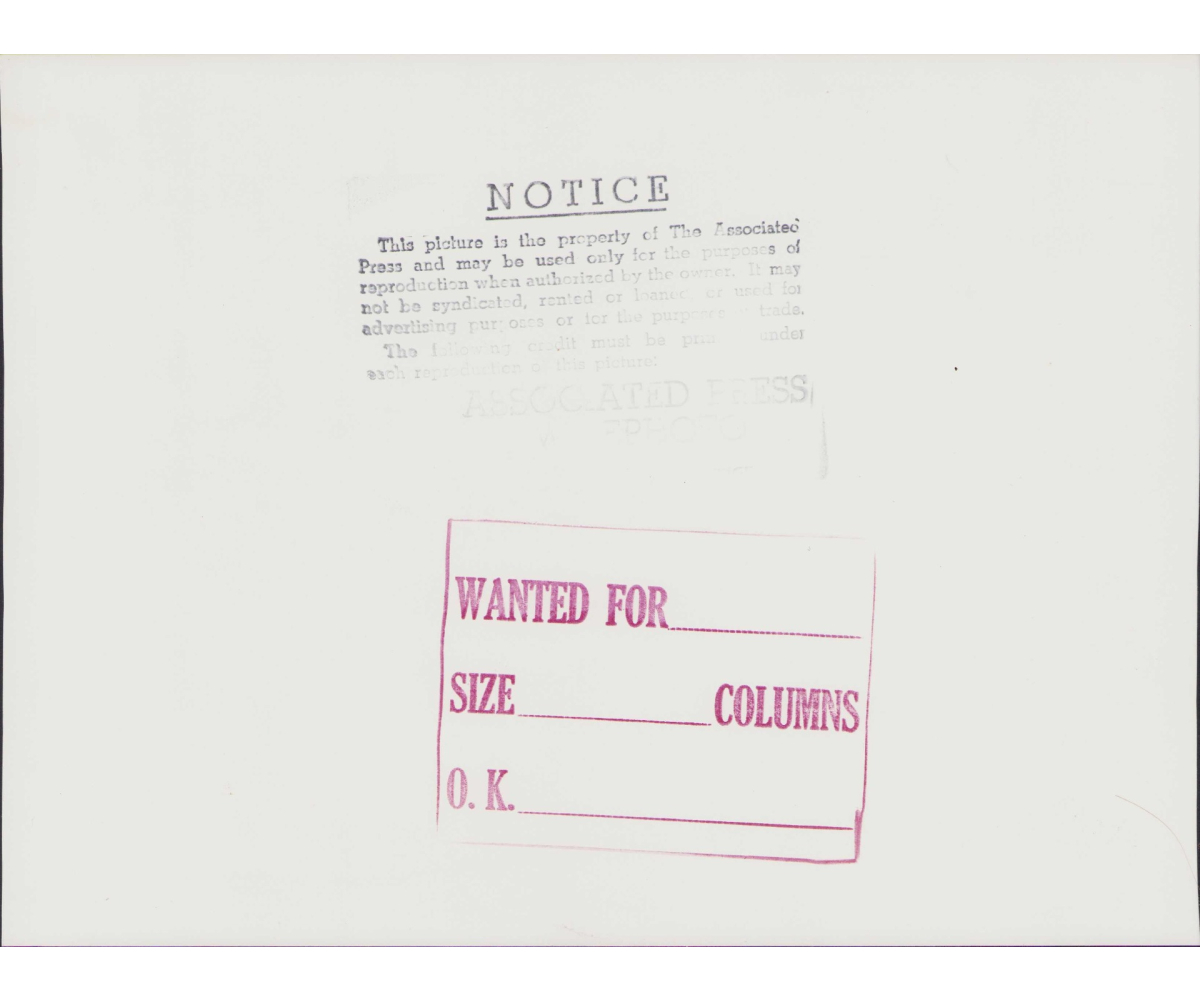 NOTICE
This picture is the property of The Associated
Press and may be used only for the purposes of
reproduction when authorized by the owner. It may
not be syndicated, rented or loaned, or used for
advertising purposes or for the purpose of trade.
The following credit must be prin under
each reproduction of this picture:
ASSOCIATED PRESS
PHOTO
WANTED FOR
SIZE COLUMNS
O. K.